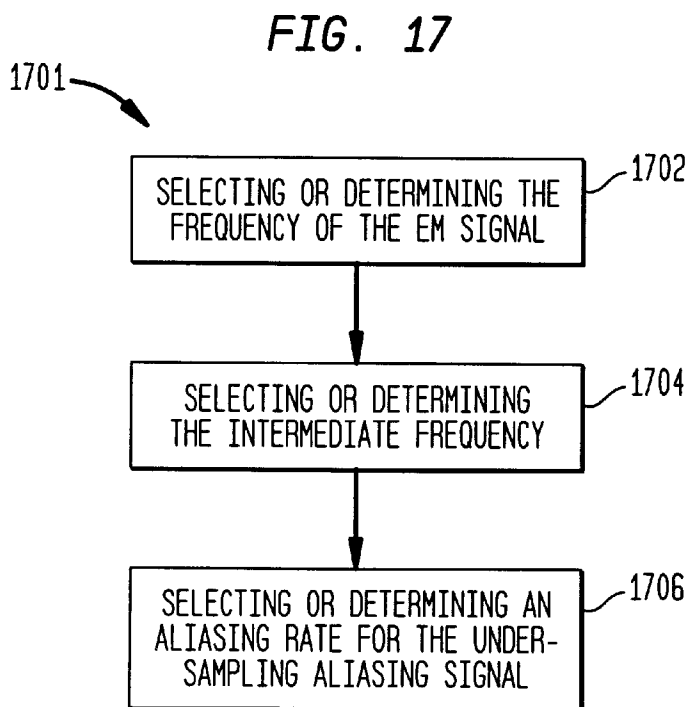 FIG. 17
1701
1702
SELECTING OR DETERMINING THE
FREQUENCY OF THE EM SIGNAL
1704
SELECTING OR DETERMINING
THE INTERMEDIATE FREQUENCY
1706
SELECTING OR DETERMINING AN
ALIASING RATE FOR THE UNDER-
SAMPLING ALIASING SIGNAL